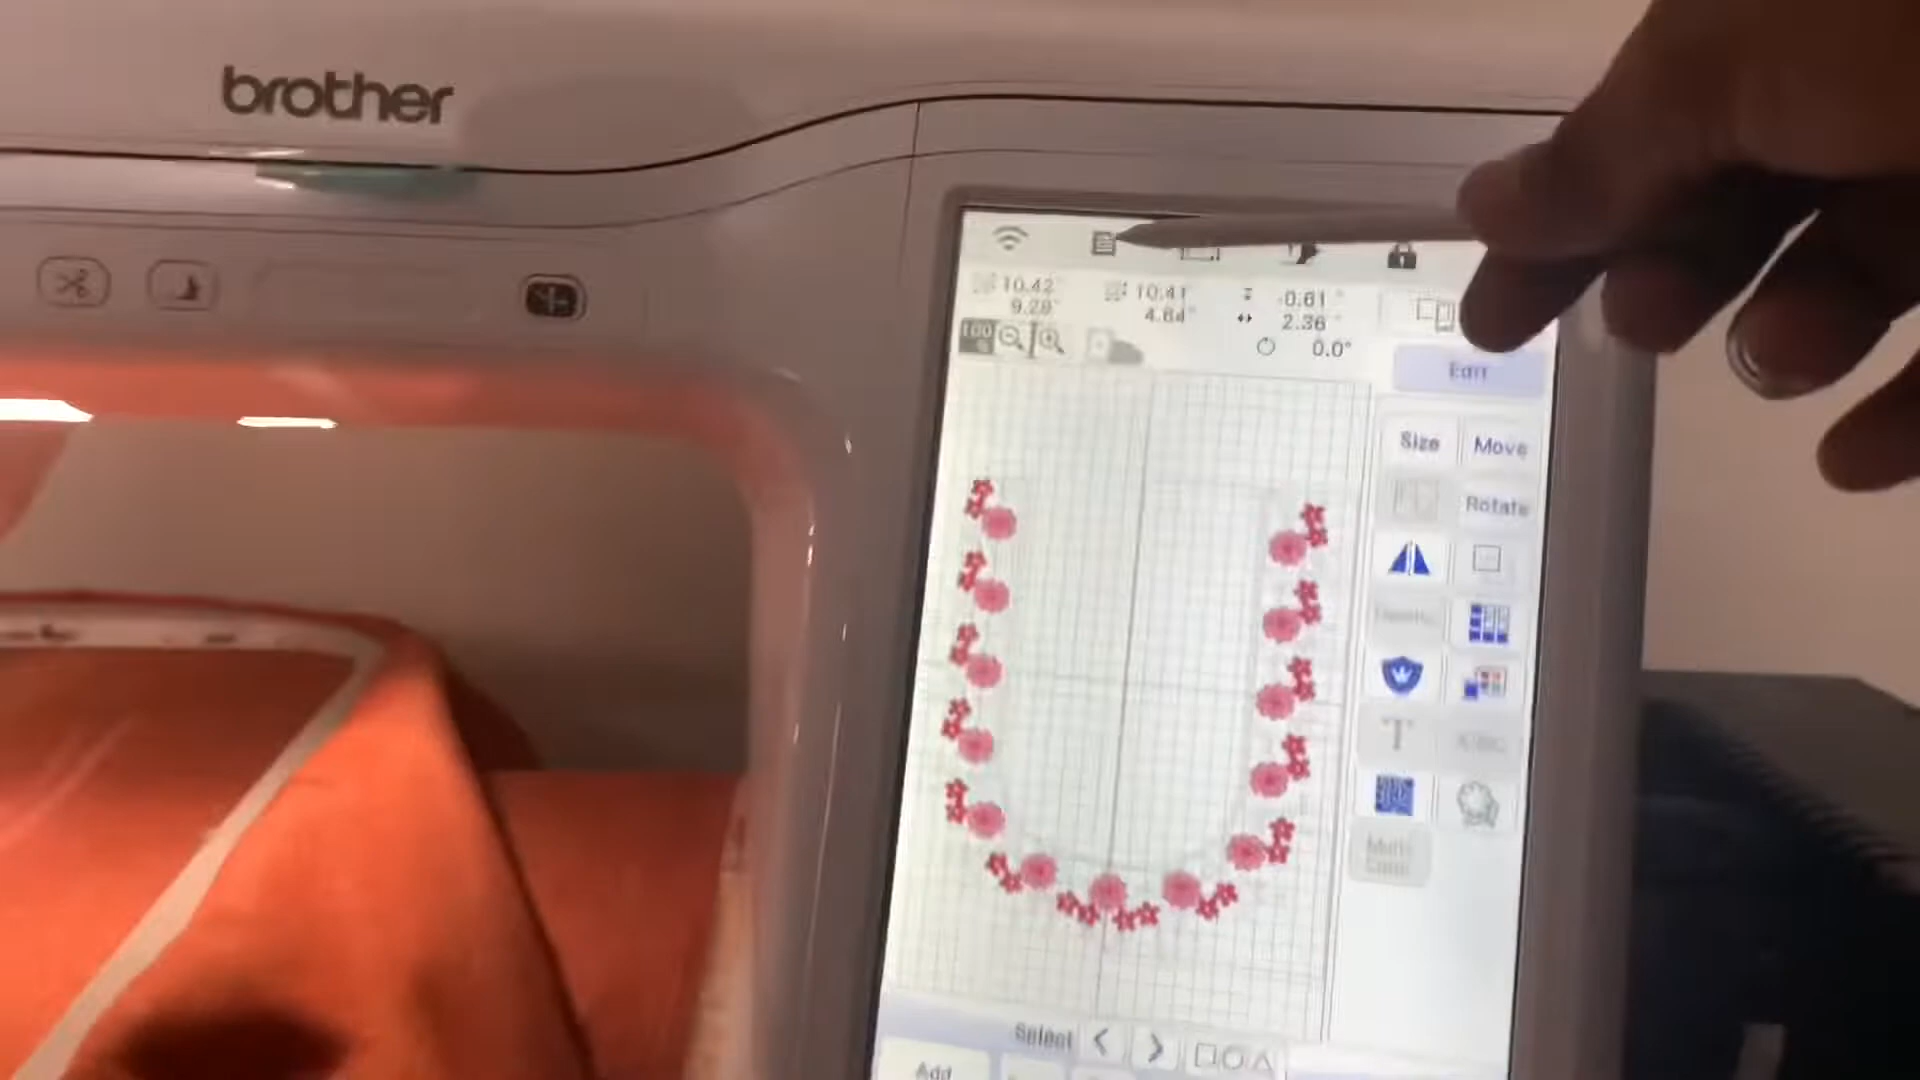 brother
10.42"
9.28"
10.41"
4.64"
-0.61"
2.36"
0.0°
100
%
Edit
Size
Move
Rotate
T
Select
Add